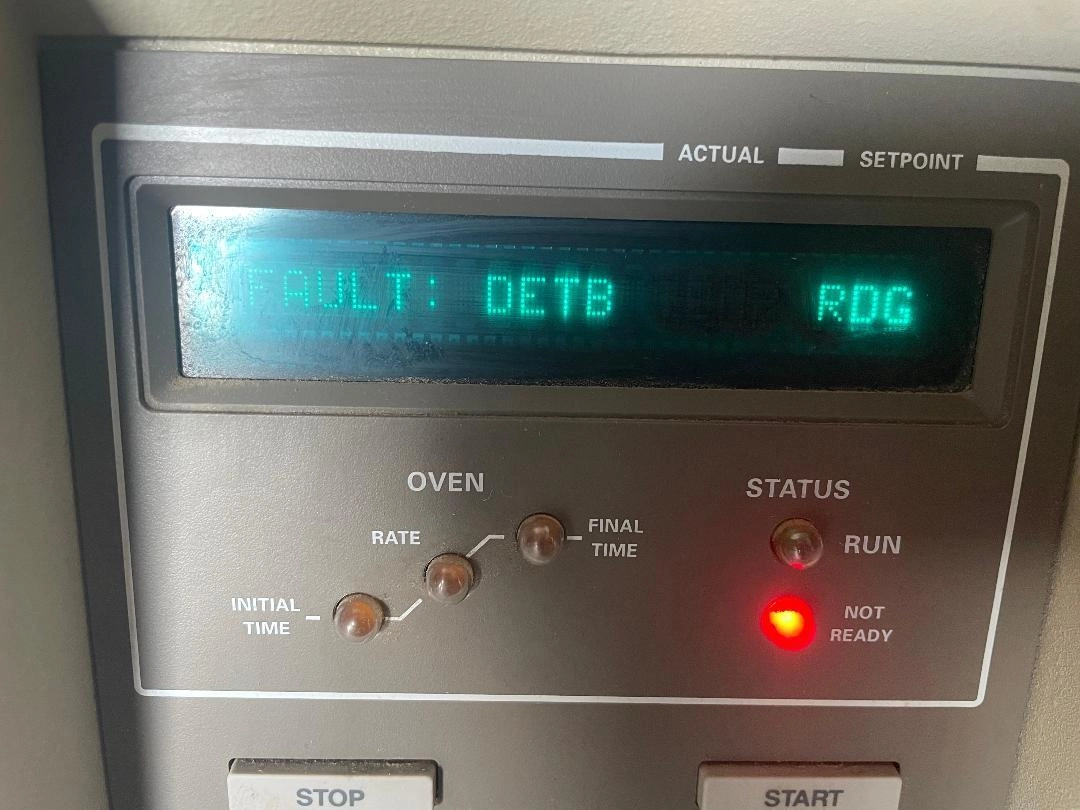 ACTUAL SETPOINT
FAULT: DETB RDG
OVEN
STATUS
RATE
FINAL
TIME
RUN
INITIAL
TIME
NOT
READY
STOP
START